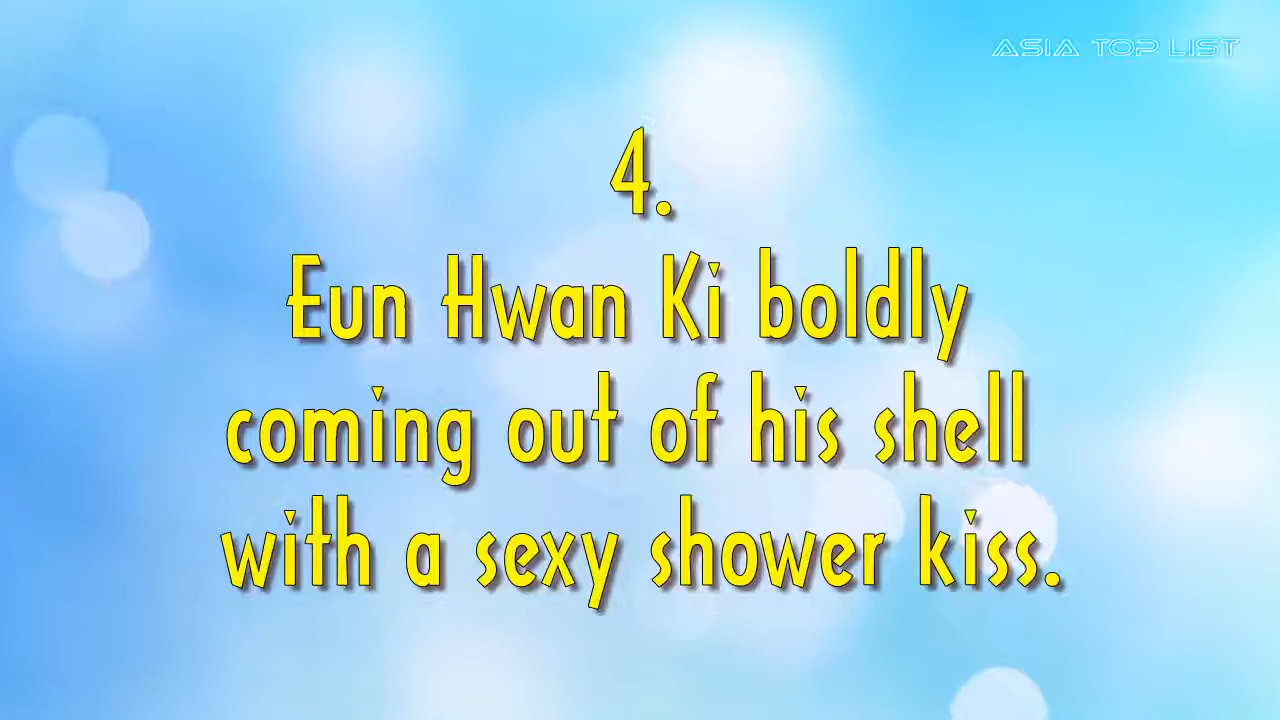 ASIA TOP LIST
4.
Eun Hwan Ki boldly
coming out of his shell
with a sexy shower kiss.